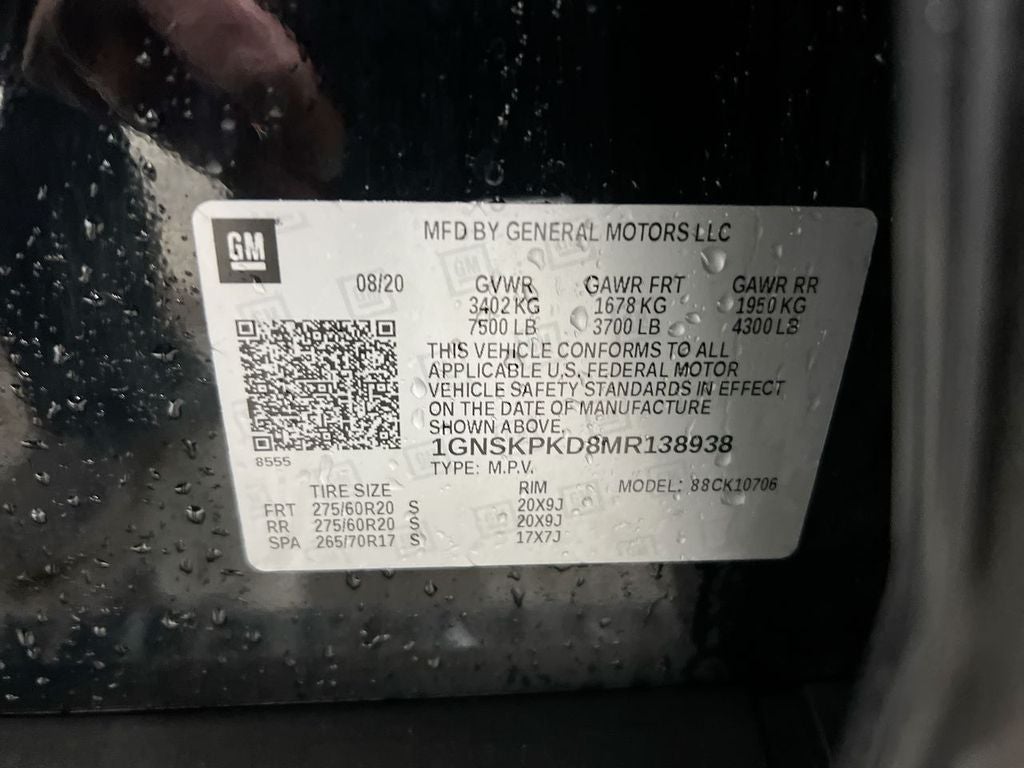 GM
MFD BY GENERAL MOTORS LLC
08/20 GVWR GAWR FRT GAWR RR
3402 KG 1678 KG 1950 KG
7500 LB 3700 LB 4300 LB
THIS VEHICLE CONFORMS TO ALL
APPLICABLE U.S. FEDERAL MOTOR
VEHICLE SAFETY STANDARDS IN EFFECT
ON THE DATE OF MANUFACTURE
SHOWN ABOVE.
1GNSKPKD8MR138938
8555
TYPE: M.P.V.
TIRE SIZE RIM MODEL: 88CK10706
FRT 275/60R20 S 20X9J
RR 275/60R20 S 20X9J
SPA 265/70R17 S 17X7J